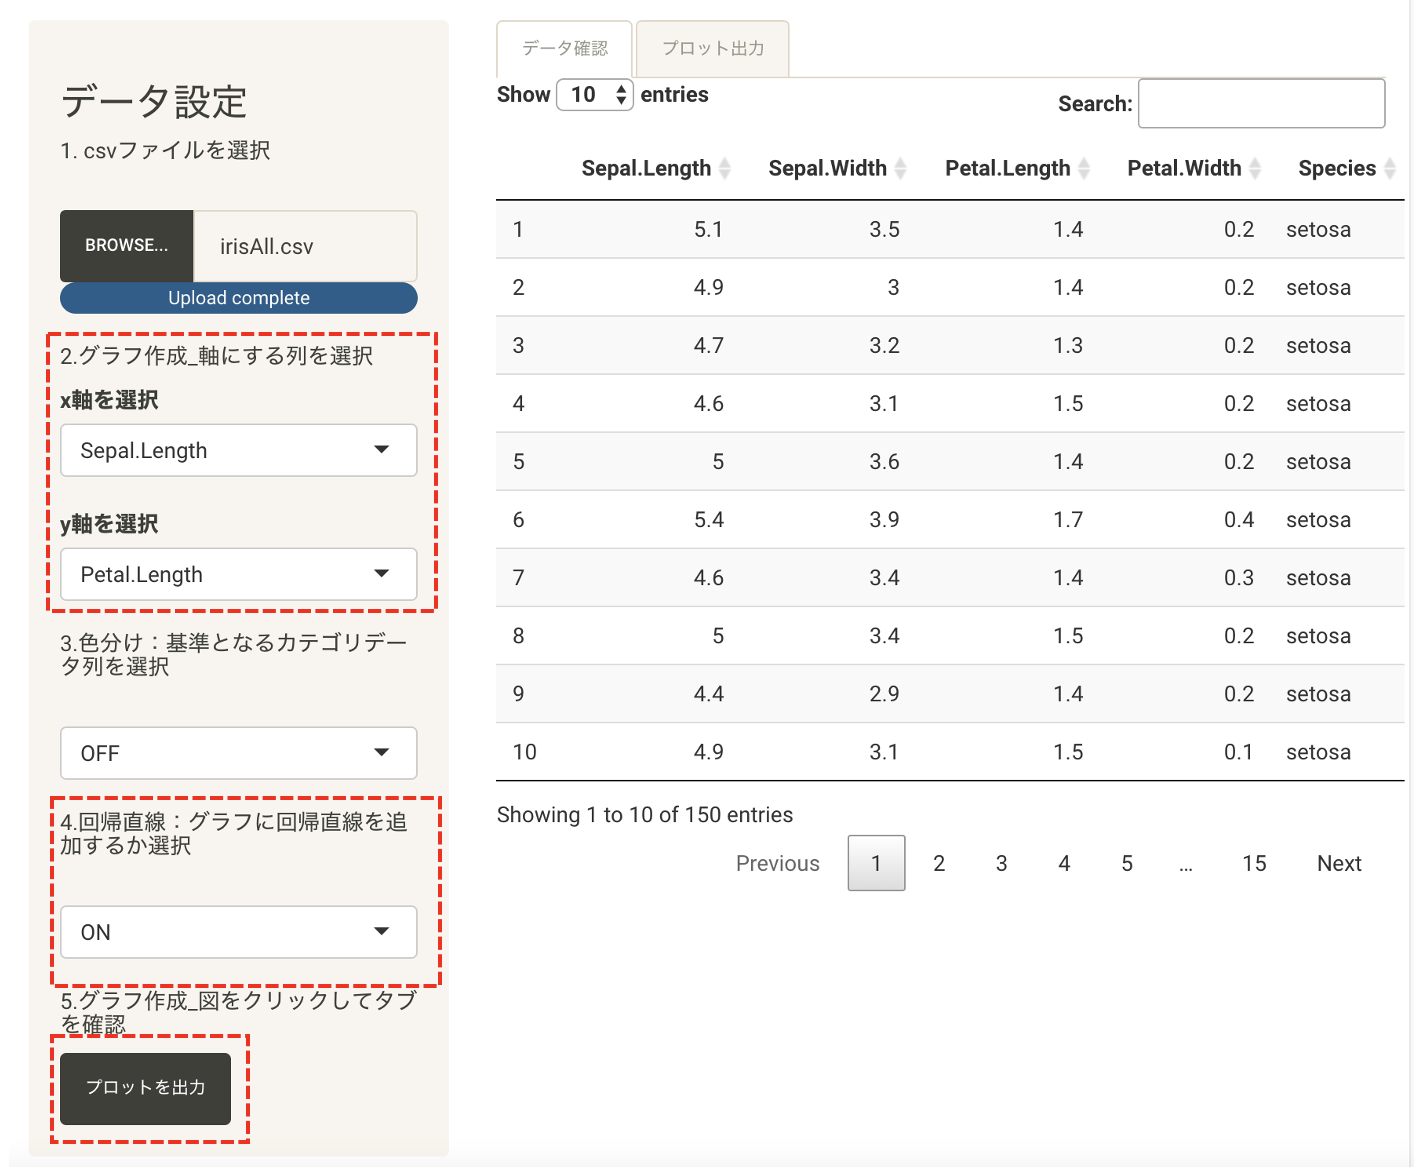 データ設定
1. csvファイルを選択
BROWSE... irisAll.csv
Upload complete
2.グラフ作成_軸にする列を選択
x軸を選択
Sepal.Length
y軸を選択
Petal.Length
3.色分け：基準となるカテゴリデー
タ列を選択
OFF
4.回帰直線：グラフに回帰直線を追
加するか選択
ON
5.グラフ作成_図をクリックしてタブ
を確認
プロットを出力
データ確認 プロット出力
Show 10 entries Search:
Sepal.Length Sepal.Width Petal.Length Petal.Width Species
1 5.1 3.5 1.4 0.2 setosa
2 4.9 3 1.4 0.2 setosa
3 4.7 3.2 1.3 0.2 setosa
4 4.6 3.1 1.5 0.2 setosa
5 5 3.6 1.4 0.2 setosa
6 5.4 3.9 1.7 0.4 setosa
7 4.6 3.4 1.4 0.3 setosa
8 5 3.4 1.5 0.2 setosa
9 4.4 2.9 1.4 0.2 setosa
10 4.9 3.1 1.5 0.1 setosa
Showing 1 to 10 of 150 entries
Previous 1 2 3 4 5 … 15 Next